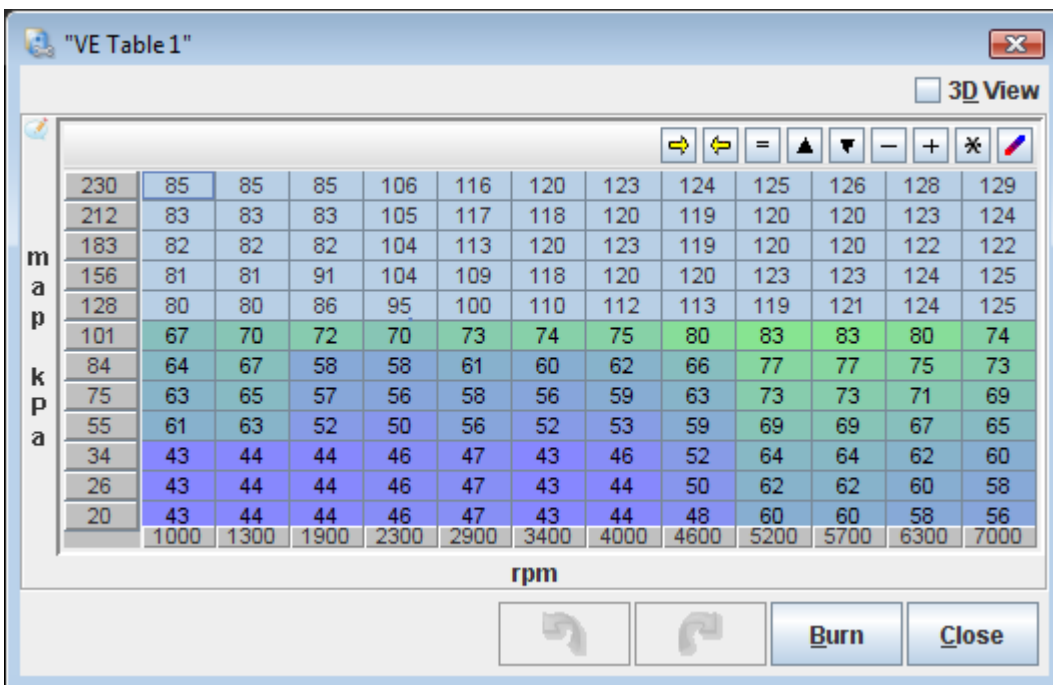 "VE Table 1"
3D View
= − + *
230 85 85 85 106 116 120 123 124 125 126 128 129
212 83 83 83 105 117 118 120 119 120 120 123 124
183 82 82 82 104 113 120 123 119 120 120 122 122
156 81 81 91 104 109 118 120 120 123 123 124 125
128 80 80 86 95 100 110 112 113 119 121 124 125
101 67 70 72 70 73 74 75 80 83 83 80 74
84 64 67 58 58 61 60 62 66 77 77 75 73
75 63 65 57 56 58 56 59 63 73 73 71 69
55 61 63 52 50 56 52 53 59 69 69 67 65
34 43 44 44 46 47 43 46 52 64 64 62 60
26 43 44 44 46 47 43 44 50 62 62 60 58
20 43 44 44 46 47 43 44 48 60 60 58 56
1000 1300 1900 2300 2900 3400 4000 4600 5200 5700 6300 7000
map kPa
rpm
Burn Close